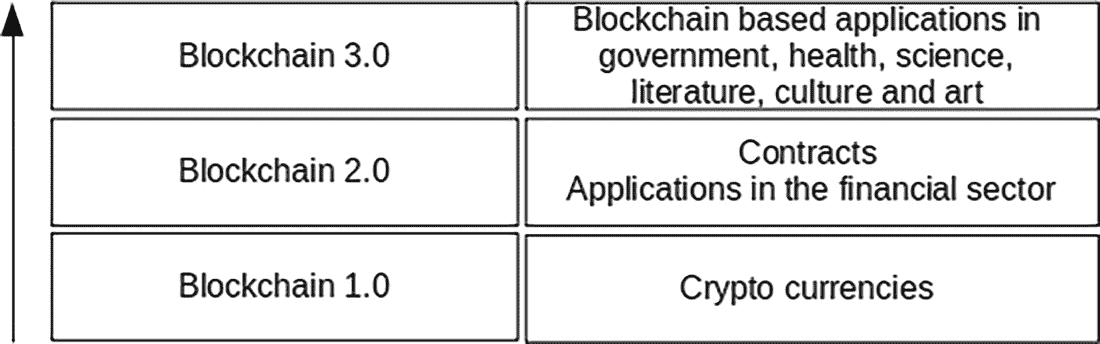 Blockchain 3.0
Blockchain based applications in
government, health, science,
literature, culture and art
Blockchain 2.0
Contracts
Applications in the financial sector
Blockchain 1.0
Crypto currencies